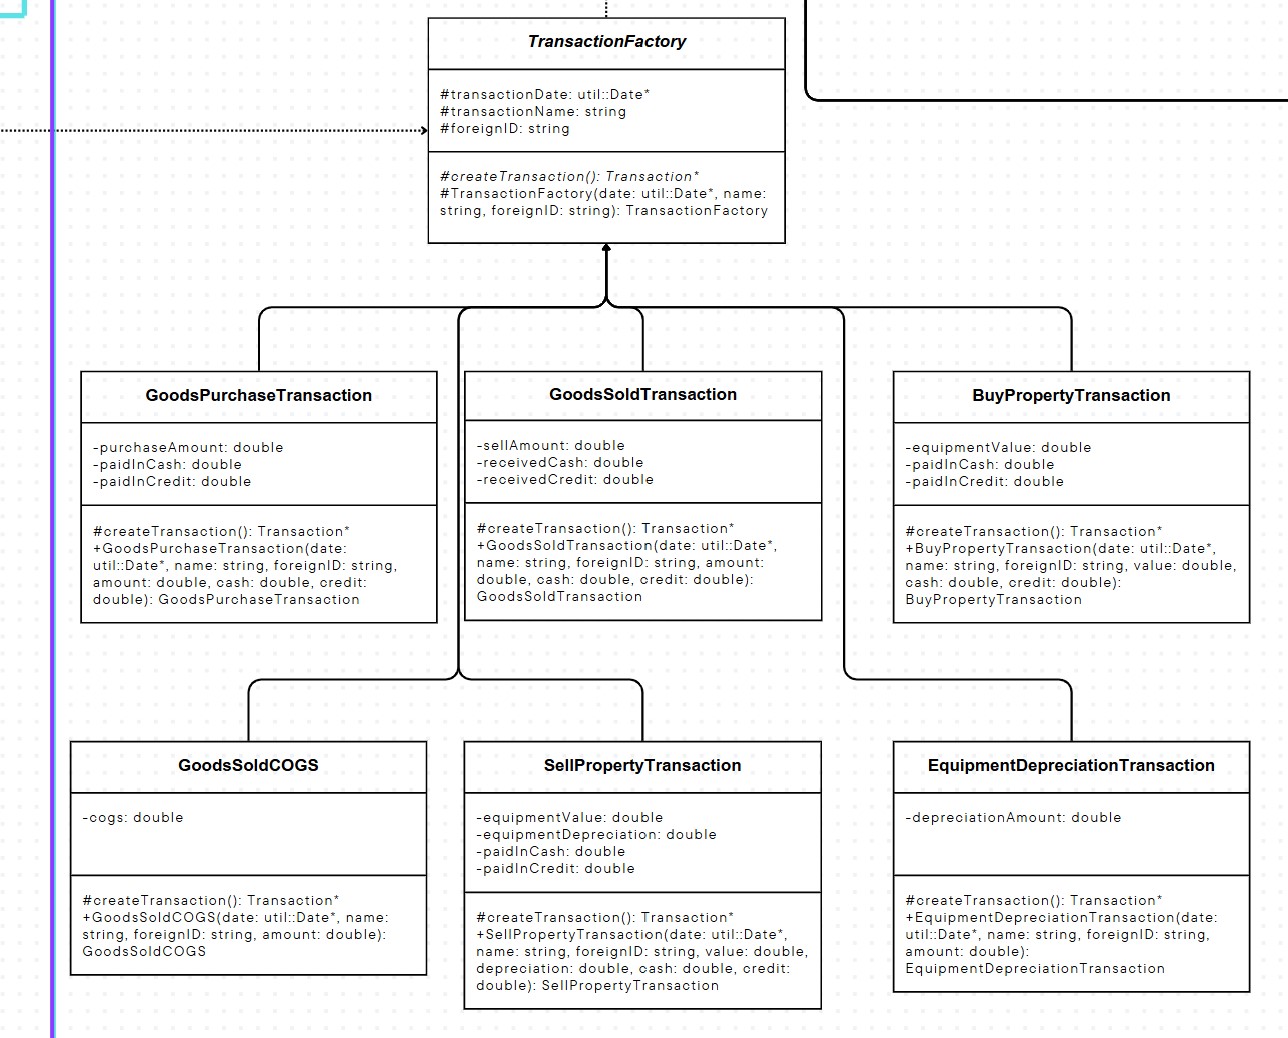 TransactionFactory
#transactionDate: util::Date*
#transactionName: string
#foreignID: string
#createTransaction(): Transaction*
#TransactionFactory(date: util::Date*, name:
string, foreignID: string): TransactionFactory
GoodsPurchaseTransaction
-purchaseAmount: double
-paidInCash: double
-paidInCredit: double
#createTransaction(): Transaction*
+GoodsPurchaseTransaction(date:
util::Date*, name: string, foreignID: string,
amount: double, cash: double, credit:
double): GoodsPurchaseTransaction
GoodsSoldTransaction
-sellAmount: double
-receivedCash: double
-receivedCredit: double
#createTransaction(): Transaction*
+GoodsSoldTransaction(date: util::Date*,
name: string, foreignID: string, amount:
double, cash: double, credit: double):
GoodsSoldTransaction
BuyPropertyTransaction
-equipmentValue: double
-paidInCash: double
-paidInCredit: double
#createTransaction(): Transaction*
+BuyPropertyTransaction(date: util::Date*,
name: string, foreignID: string, value: double,
cash: double, credit: double):
BuyPropertyTransaction
GoodsSoldCOGS
-cogs: double
#createTransaction(): Transaction*
+GoodsSoldCOGS(date: util::Date*, name:
string, foreignID: string, amount: double):
GoodsSoldCOGS
SellPropertyTransaction
-equipmentValue: double
-equipmentDepreciation: double
-paidInCash: double
-paidInCredit: double
#createTransaction(): Transaction*
+SellPropertyTransaction(date: util::Date*,
name: string, foreignID: string, value: double,
depreciation: double, cash: double, credit:
double): SellPropertyTransaction
EquipmentDepreciationTransaction
-depreciationAmount: double
#createTransaction(): Transaction*
+EquipmentDepreciationTransaction(date:
util::Date*, name: string, foreignID: string,
amount: double):
EquipmentDepreciationTransaction